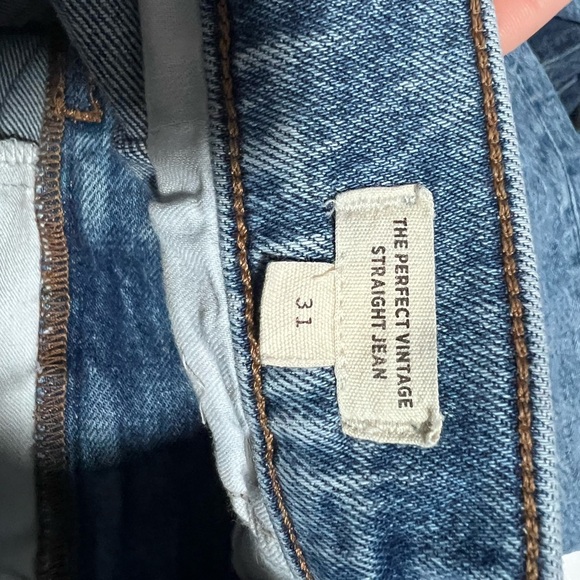 THE PERFECT VINTAGE
STRAIGHT JEAN
31